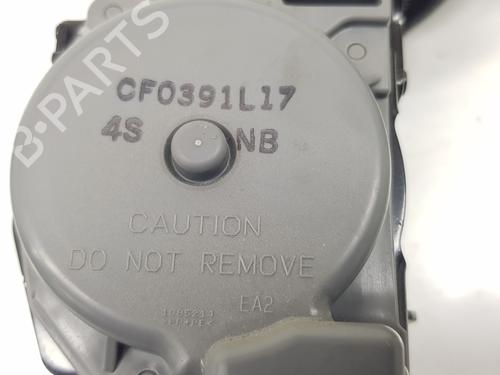 B-PARTS
CF0391L17
4S NB
CAUTION
DO NOT REMOVE
EA2